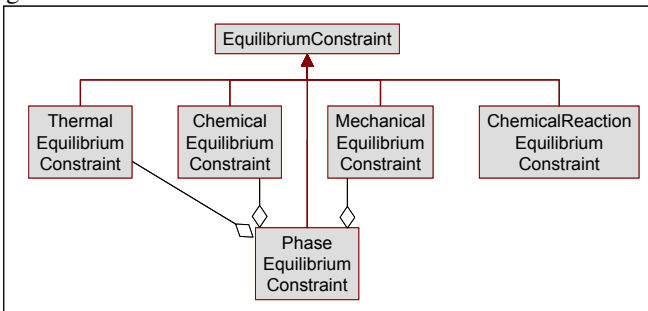 g
EquilibriumConstraint
Thermal
Equilibrium
Constraint
Chemical
Equilibrium
Constraint
Mechanical
Equilibrium
Constraint
ChemicalReaction
Equilibrium
Constraint
Phase
Equilibrium
Constraint